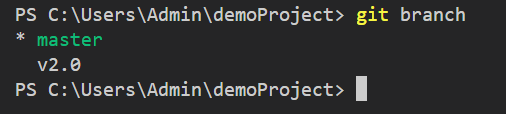 PS C:\Users\Admin\demoProject> git branch
* master
  v2.0
PS C:\Users\Admin\demoProject>